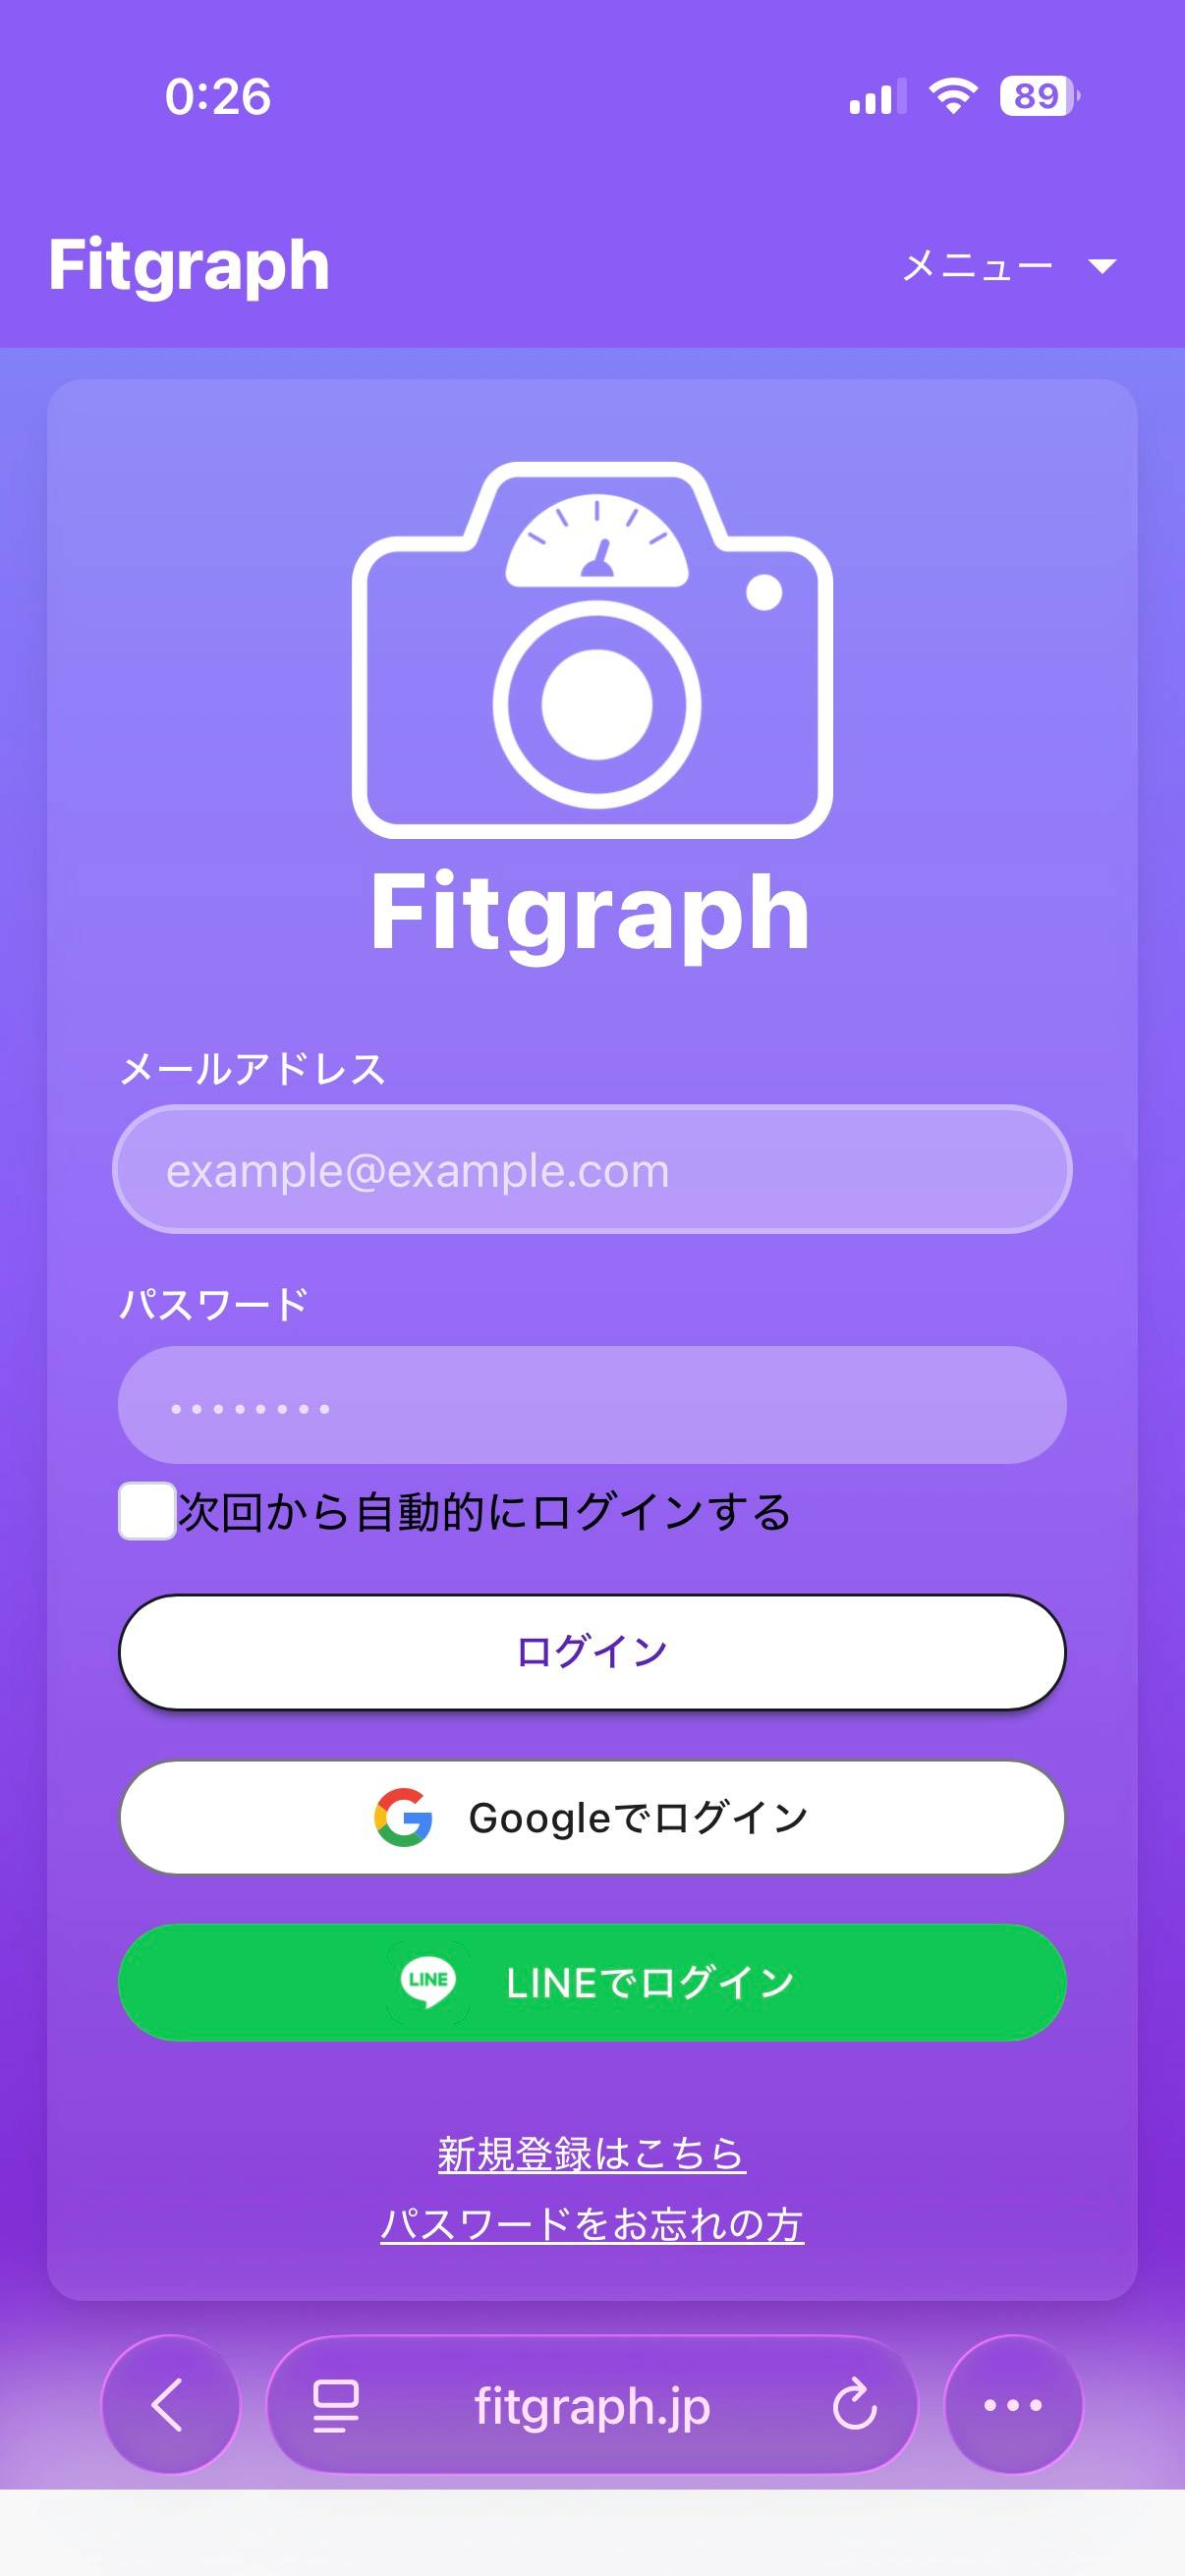 0:26
89
Fitgraph
メニュー
Fitgraph
メールアドレス
example@example.com
パスワード
••••••••
次回から自動的にログインする
ログイン
Googleでログイン
LINE
LINEでログイン
新規登録はこちら
パスワードをお忘れの方
fitgraph.jp